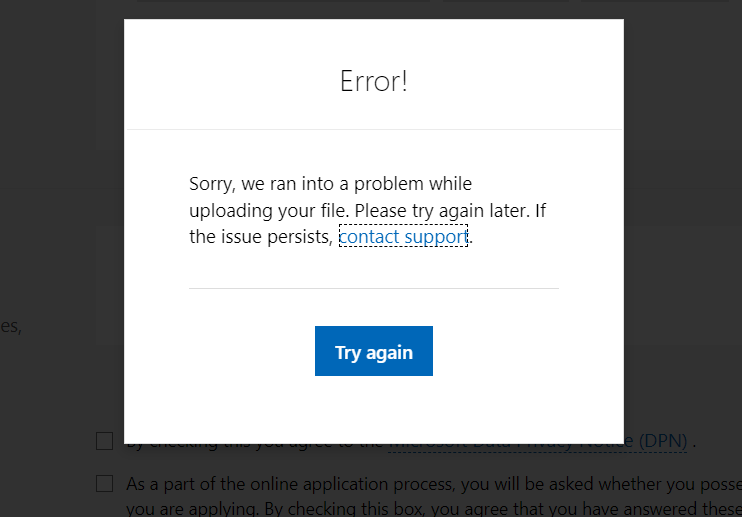 Error!
Sorry, we ran into a problem while
uploading your file. Please try again later. If
the issue persists, contact support.
es,
Try again
By checking this you agree to the Microsoft Data Privacy Notice (DPN) .
As a part of the online application process, you will be asked whether you posse
you are applying. By checking this box, you agree that you have answered these